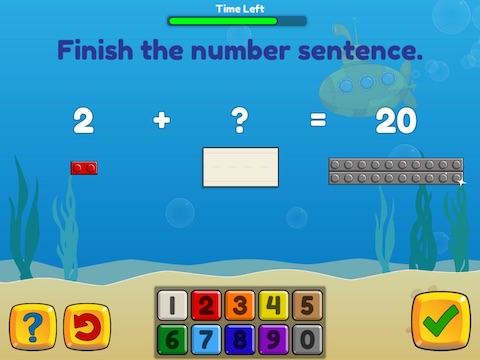 Time Left
Finish the number sentence.
2 + ? = 20
1 2 3 4 5
6 7 8 9 0
?